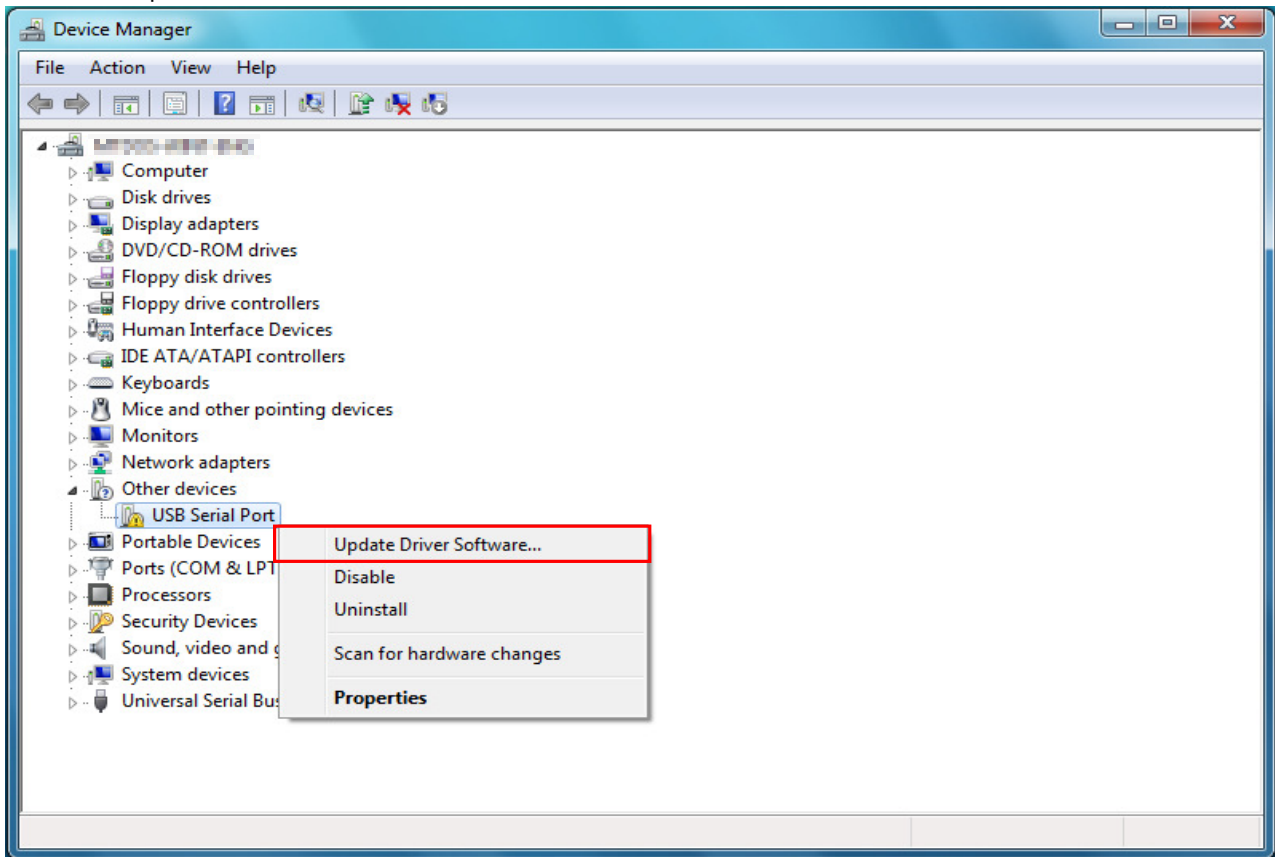 Device Manager
File Action View Help
Computer
Disk drives
Display adapters
DVD/CD-ROM drives
Floppy disk drives
Floppy drive controllers
Human Interface Devices
IDE ATA/ATAPI controllers
Keyboards
Mice and other pointing devices
Monitors
Network adapters
Other devices
USB Serial Port
Portable Devices
Ports (COM & LPT
Processors
Security Devices
Sound, video and
System devices
Universal Serial Bus
Update Driver Software...
Disable
Uninstall
Scan for hardware changes
Properties